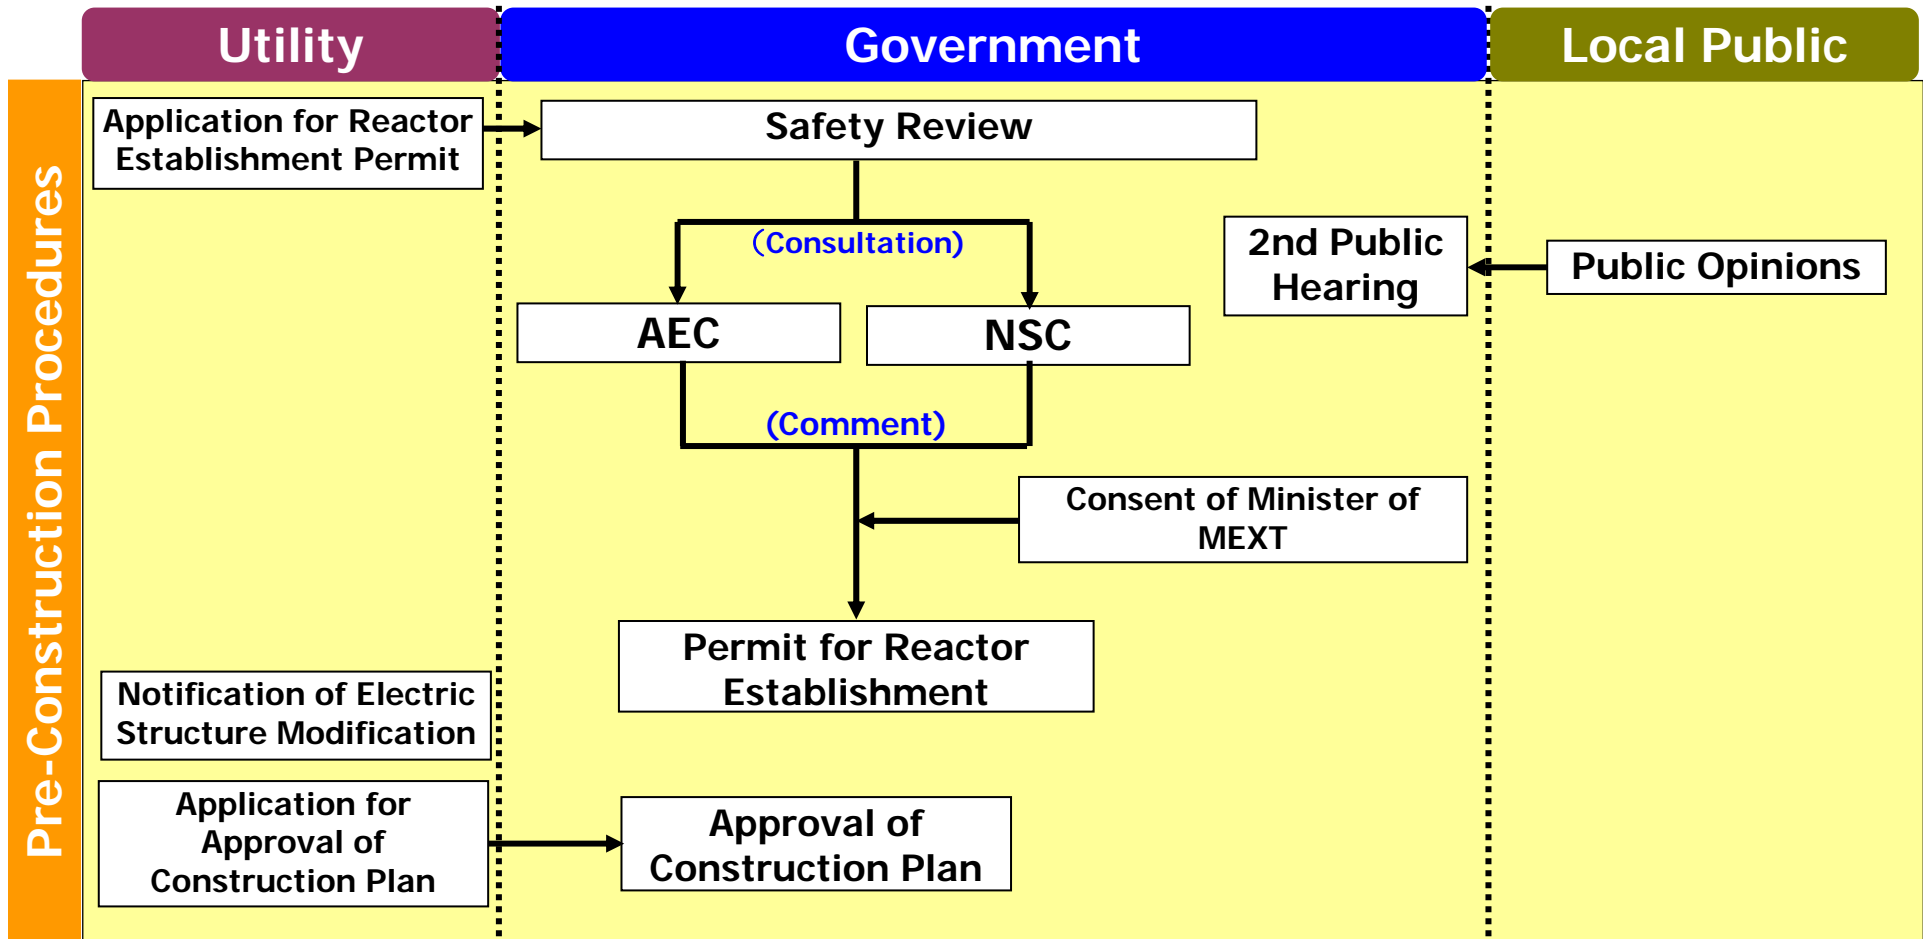 Utility
Government
Local Public
Pre-Construction Procedures
Application for Reactor
Establishment Permit
Safety Review
(Consultation)
2nd Public
Hearing
Public Opinions
AEC
NSC
(Comment)
Consent of Minister of
MEXT
Permit for Reactor
Establishment
Notification of Electric
Structure Modification
Application for
Approval of
Construction Plan
Approval of
Construction Plan